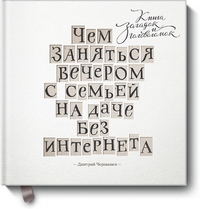 Книга
загадок и
головоломок
ЧЕМ
ЗАНЯТЬСЯ
ВЕЧЕРОМ
С СЕМЬЕЙ
НА ДАЧЕ
БЕЗ
ИНТЕРНЕТА
– Дмитрий Чернышев –